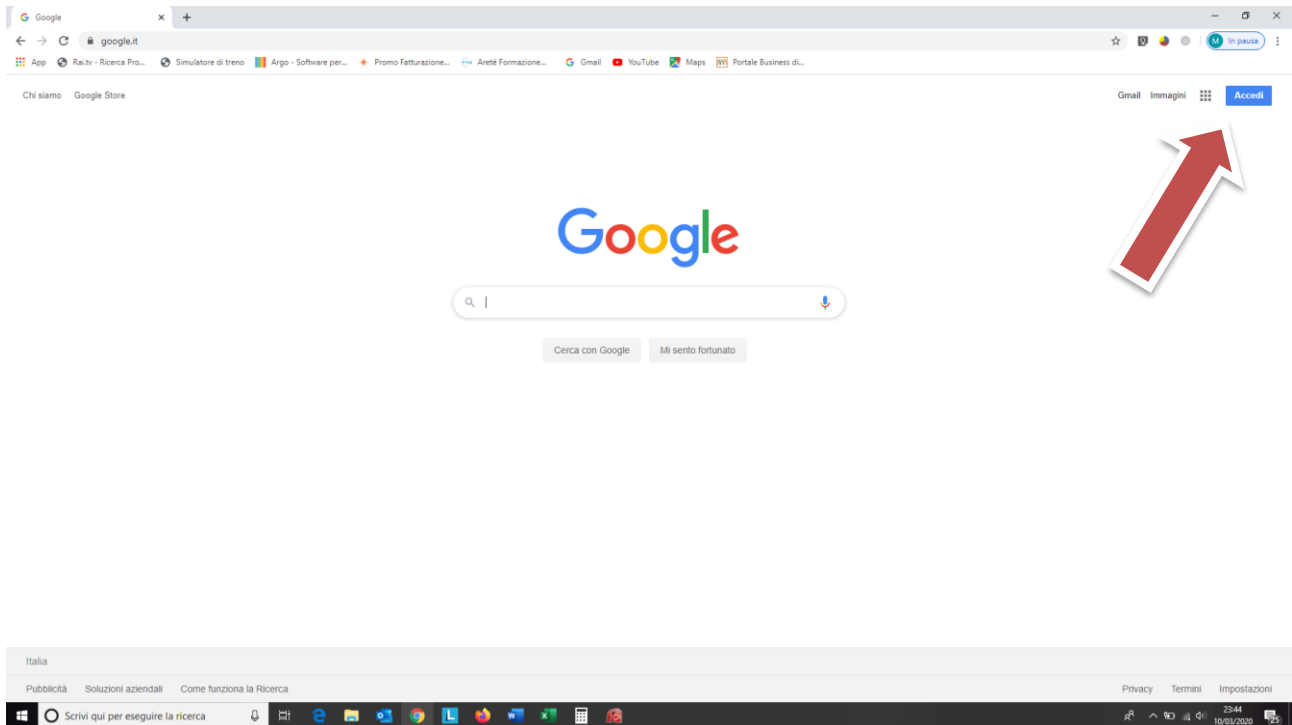 Google
google.it
M In pausa
App Rai.tv - Ricerca Pro... Simulatore di treno Argo - Software per... Promo Fatturazione... Aretè Formazione... Gmail YouTube Maps Portale Business di...
Chi siamo Google Store Gmail Immagini Accedi
Google
Cerca con Google Mi sento fortunato
Italia
Pubblicità Soluzioni aziendali Come funziona la Ricerca Privacy Termini Impostazioni
Scrivi qui per eseguire la ricerca
23:44
10/03/2020
25